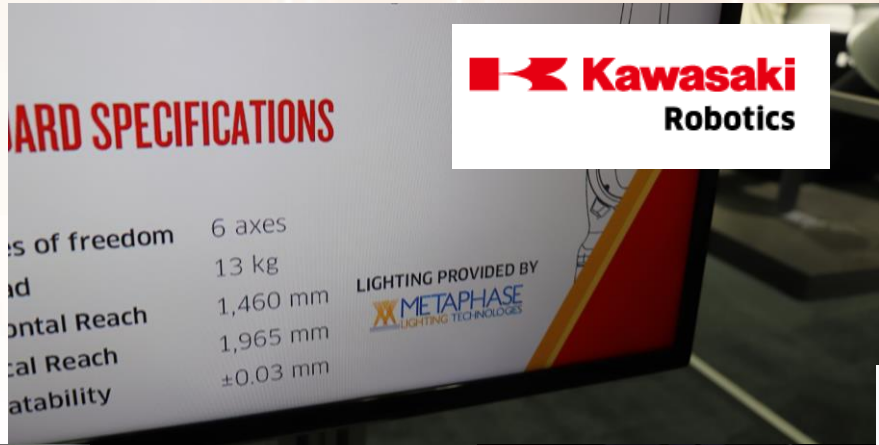 Kawasaki
Robotics
ARD SPECIFICATIONS
s of freedom 6 axes
ad 13 kg
ontal Reach 1,460 mm
cal Reach 1,965 mm
atability ±0.03 mm
LIGHTING PROVIDED BY
METAPHASE
LIGHTING TECHNOLOGIES